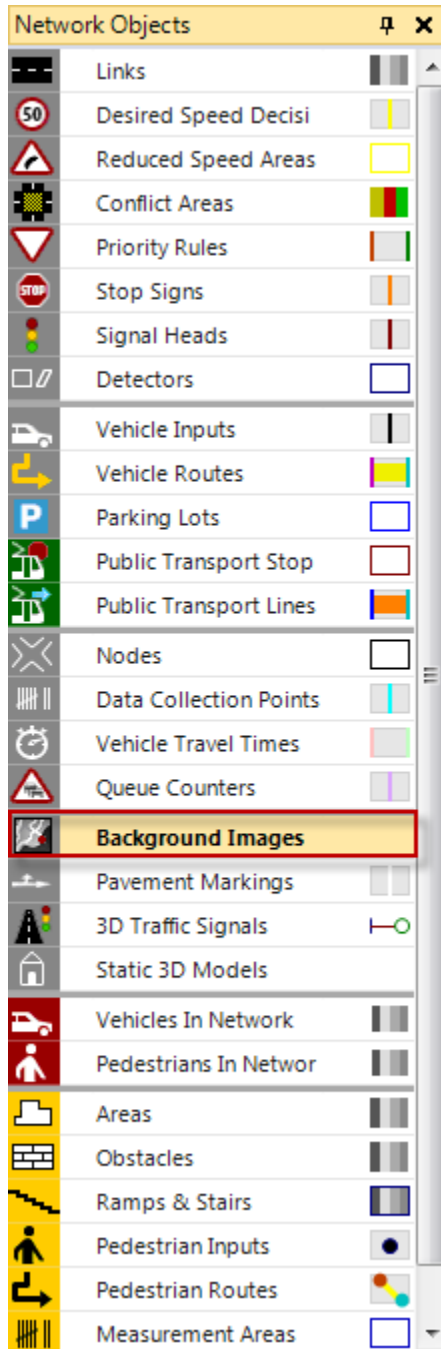 Network Objects
Links
50 Desired Speed Decisi
Reduced Speed Areas
Conflict Areas
Priority Rules
STOP Stop Signs
Signal Heads
Detectors
Vehicle Inputs
Vehicle Routes
P Parking Lots
Public Transport Stop
Public Transport Lines
Nodes
Data Collection Points
Vehicle Travel Times
Queue Counters
Background Images
Pavement Markings
3D Traffic Signals
Static 3D Models
Vehicles In Network
Pedestrians In Networ
Areas
Obstacles
Ramps & Stairs
Pedestrian Inputs
Pedestrian Routes
Measurement Areas